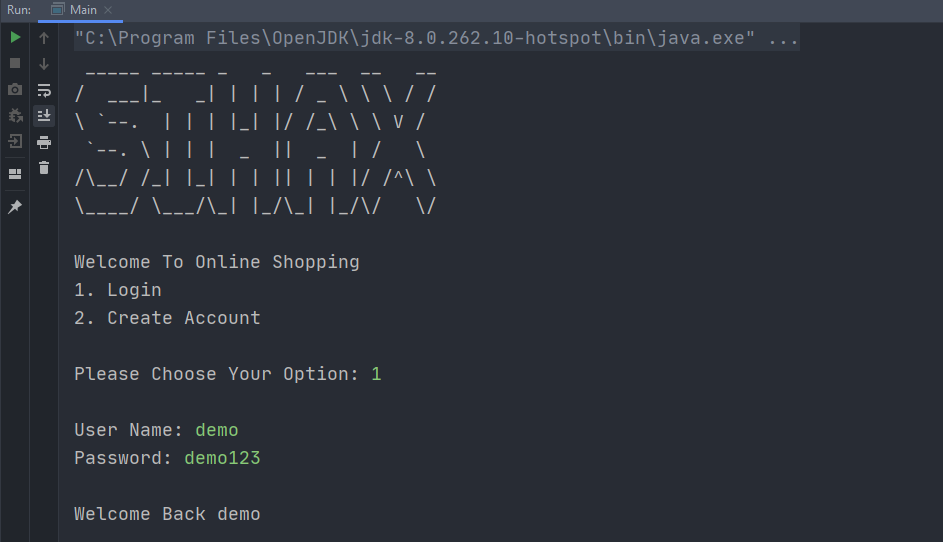 Run: Main ×
"C:\Program Files\OpenJDK\jdk-8.0.262.10-hotspot\bin\java.exe" ...
 _____ _____ _   _   ___  __   __
/  ___|_   _| | | | / _ \ \ \ / /
\ `--.  | | | |_| |/ /_\ \ \ V /
 `--. \ | | |  _  ||  _  | /   \
/\__/ /_| |_| | | || | | |/ /^\ \
\____/ \___/\_| |_/\_| |_/\/   \/
Welcome To Online Shopping
1. Login
2. Create Account
Please Choose Your Option: 1
User Name: demo
Password: demo123
Welcome Back demo